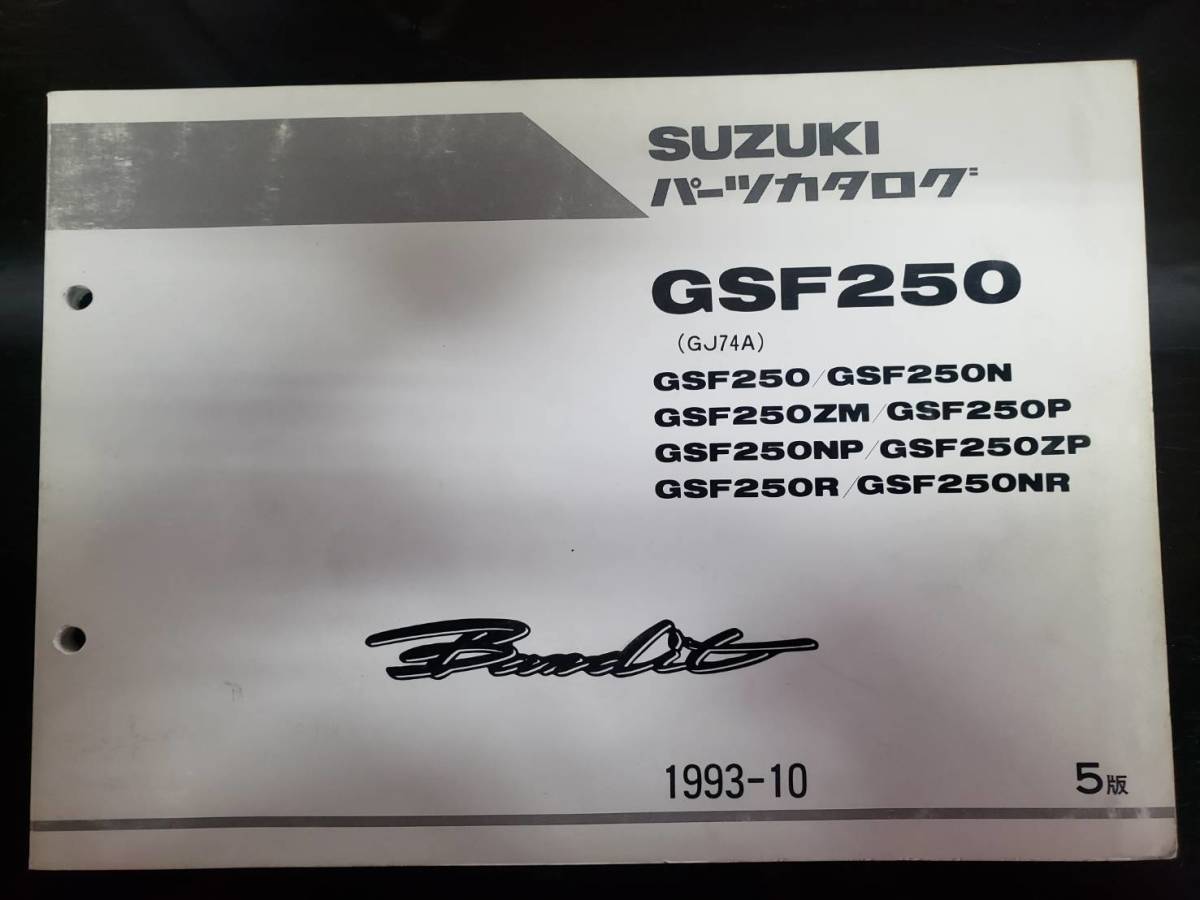 SUZUKI
パーツカタログ
GSF250
(GJ74A)
GSF250/GSF250N
GSF250ZM/GSF250P
GSF250NP/GSF250ZP
GSF250R/GSF250NR
Bandit
1993-10
5版